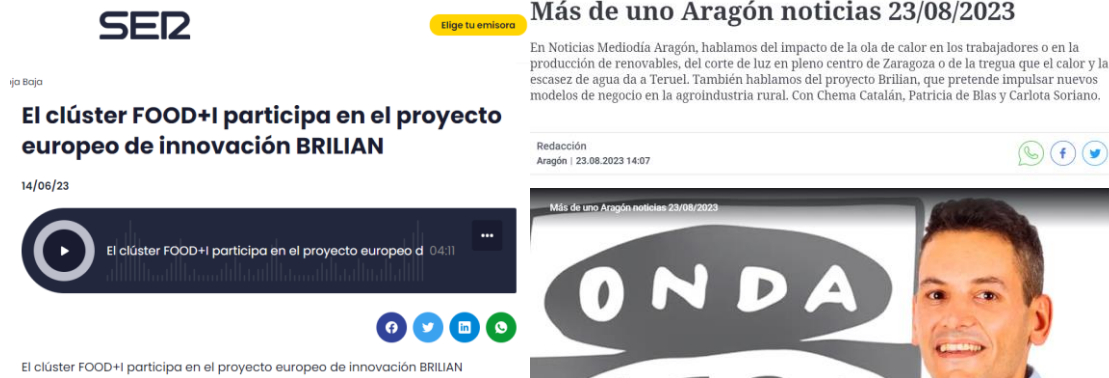 SER
Elige tu emisora
ja Baja
El clúster FOOD+I participa en el proyecto
europeo de innovación BRILIAN
14/06/23
El clúster FOOD+I participa en el proyecto europeo d 04:11
El clúster FOOD+I participa en el proyecto europeo de innovación BRILIAN
Más de uno Aragón noticias 23/08/2023
En Noticias Mediodía Aragón, hablamos del impacto de la ola de calor en los trabajadores o en la
producción de renovables, del corte de luz en pleno centro de Zaragoza o de la tregua que el calor y la
escasez de agua da a Teruel. También hablamos del proyecto Brilian, que pretende impulsar nuevos
modelos de negocio en la agroindustria rural. Con Chema Catalán, Patricia de Blas y Carlota Soriano.
Redacción
Aragón | 23.08.2023 14:07
Más de uno Aragón noticias 23/08/2023
ONDA